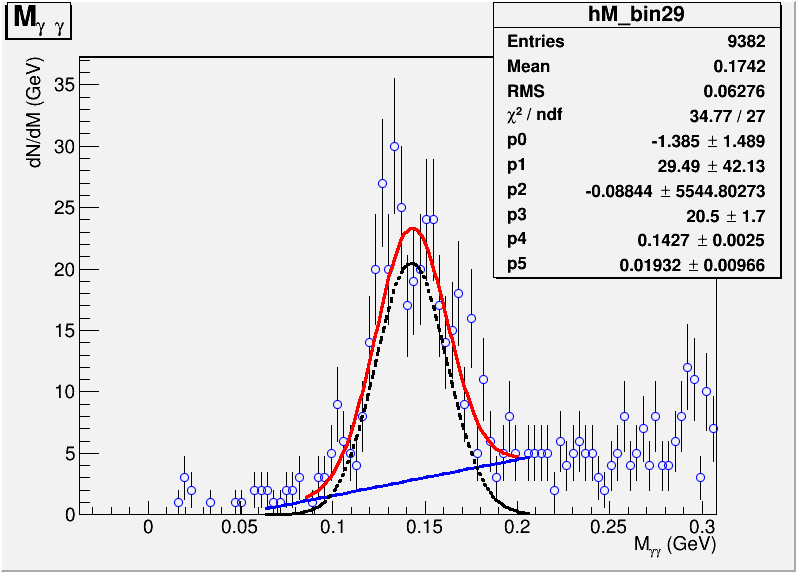 M γ γ
hM_bin29
Entries 9382
Mean 0.1742
RMS 0.06276
χ² / ndf 34.77 / 27
p0 -1.385 ± 1.489
p1 29.49 ± 42.13
p2 -0.08844 ± 5544.80273
p3 20.5 ± 1.7
p4 0.1427 ± 0.0025
p5 0.01932 ± 0.00966
dN/dM (GeV)
35
30
25
20
15
10
5
0
0 0.05 0.1 0.15 0.2 0.25 0.3
Mγγ (GeV)